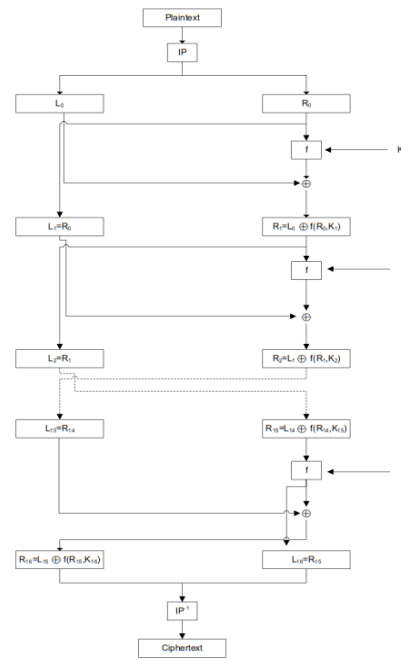 Plaintext
IP
L₀
R₀
f
K
⊕
L₁=R₀
R₁=L₀ ⊕ f(R₀,K₁)
f
⊕
L₂=R₁
R₂=L₁ ⊕ f(R₁,K₂)
L₁₅=R₁₄
R₁₅=L₁₄ ⊕ f(R₁₄,K₁₅)
f
⊕
R₁₆=L₁₅ ⊕ f(R₁₅,K₁₆)
L₁₆=R₁₅
IP⁻¹
Ciphertext